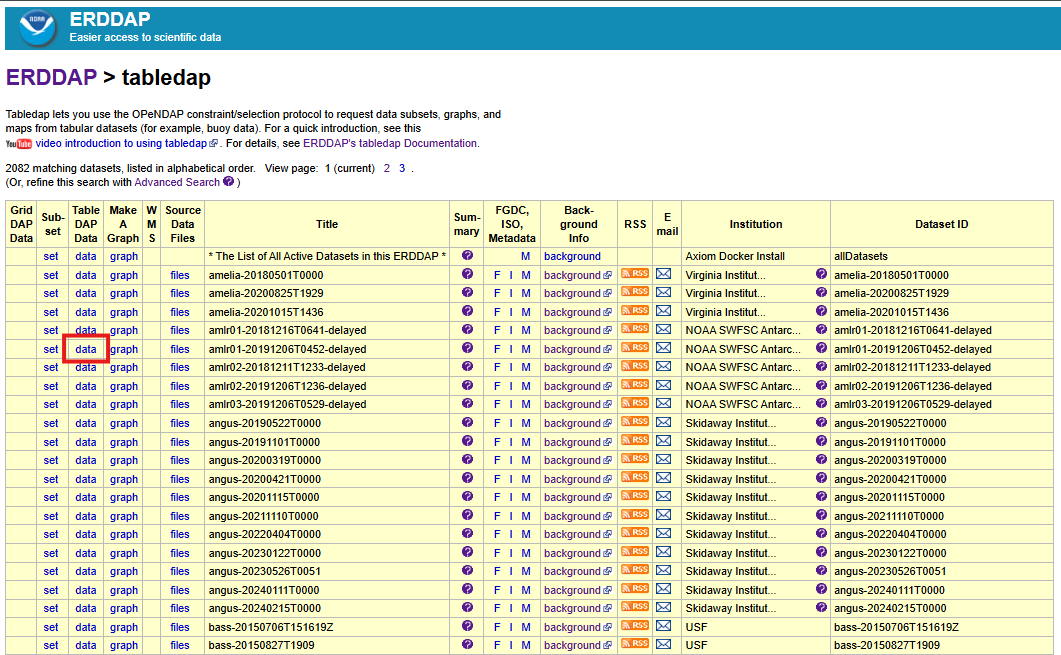 NOAA
ERDDAP
Easier access to scientific data
ERDDAP > tabledap
Tabledap lets you use the OPeNDAP constraint/selection protocol to request data subsets, graphs, and
maps from tabular datasets (for example, buoy data). For a quick introduction, see this
YouTube video introduction to using tabledap. For details, see ERDDAP's tabledap Documentation.
2082 matching datasets, listed in alphabetical order. View page: 1 (current) 2 3 .
(Or, refine this search with Advanced Search ? )
Grid DAP Data Sub-set Table DAP Data Make A Graph W M S Source Data Files Title Sum-mary FGDC, ISO, Metadata Back-ground Info RSS E mail Institution Dataset ID
set data graph * The List of All Active Datasets in this ERDDAP * ? M background Axiom Docker Install allDatasets
set data graph files amelia-20180501T0000 ? F I M background RSS Virginia Institut... ? amelia-20180501T0000
set data graph files amelia-20200825T1929 ? F I M background RSS Virginia Institut... ? amelia-20200825T1929
set data graph files amelia-20201015T1436 ? F I M background RSS Virginia Institut... ? amelia-20201015T1436
set data graph files amlr01-20181216T0641-delayed ? F I M background RSS NOAA SWFSC Antarc... ? amlr01-20181216T0641-delayed
set data graph files amlr01-20191206T0452-delayed ? F I M background RSS NOAA SWFSC Antarc... ? amlr01-20191206T0452-delayed
set data graph files amlr02-20181211T1233-delayed ? F I M background RSS NOAA SWFSC Antarc... ? amlr02-20181211T1233-delayed
set data graph files amlr02-20191206T1236-delayed ? F I M background RSS NOAA SWFSC Antarc... ? amlr02-20191206T1236-delayed
set data graph files amlr03-20191206T0529-delayed ? F I M background RSS NOAA SWFSC Antarc... ? amlr03-20191206T0529-delayed
set data graph files angus-20190522T0000 ? F I M background RSS Skidaway Institut... ? angus-20190522T0000
set data graph files angus-20191101T0000 ? F I M background RSS Skidaway Institut... ? angus-20191101T0000
set data graph files angus-20200319T0000 ? F I M background RSS Skidaway Institut... ? angus-20200319T0000
set data graph files angus-20200421T0000 ? F I M background RSS Skidaway Institut... ? angus-20200421T0000
set data graph files angus-20201115T0000 ? F I M background RSS Skidaway Institut... ? angus-20201115T0000
set data graph files angus-20211110T0000 ? F I M background RSS Skidaway Institut... ? angus-20211110T0000
set data graph files angus-20220404T0000 ? F I M background RSS Skidaway Institut... ? angus-20220404T0000
set data graph files angus-20230122T0000 ? F I M background RSS Skidaway Institut... ? angus-20230122T0000
set data graph files angus-20230526T0051 ? F I M background RSS Skidaway Institut... ? angus-20230526T0051
set data graph files angus-20240111T0000 ? F I M background RSS Skidaway Institut... ? angus-20240111T0000
set data graph files angus-20240215T0000 ? F I M background RSS Skidaway Institut... ? angus-20240215T0000
set data graph files bass-20150706T151619Z ? F I M background RSS USF bass-20150706T151619Z
set data graph files bass-20150827T1909 ? F I M background RSS USF bass-20150827T1909